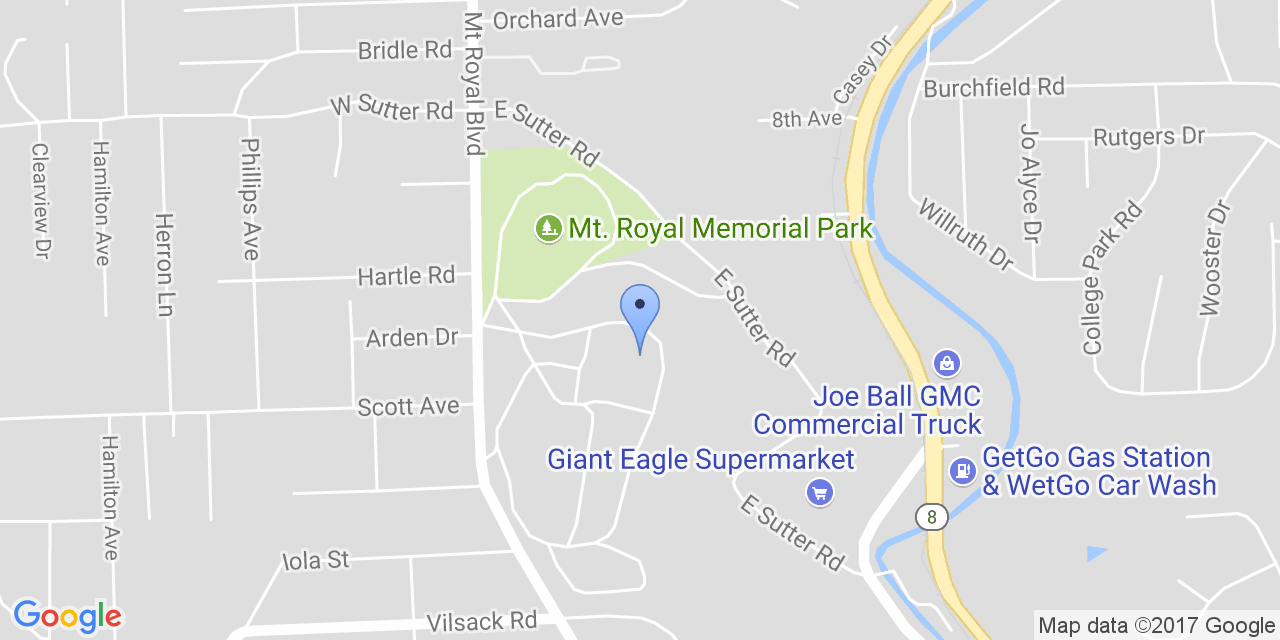 Orchard Ave
Bridle Rd
Mt Royal Blvd
Casey Dr
Burchfield Rd
W Sutter Rd
E Sutter Rd
8th Ave
Jo Alyce Dr
Rutgers Dr
Clearview Dr
Hamilton Ave
Phillips Ave
Herron Ln
Mt. Royal Memorial Park
Willruth Dr
College Park Rd
Wooster Dr
Hartle Rd
E Sutter Rd
Arden Dr
Joe Ball GMC
Commercial Truck
Scott Ave
Hamilton Ave
Giant Eagle Supermarket
GetGo Gas Station
& WetGo Car Wash
E Sutter Rd
8
Iola St
Vilsack Rd
Google
Map data ©2017 Google